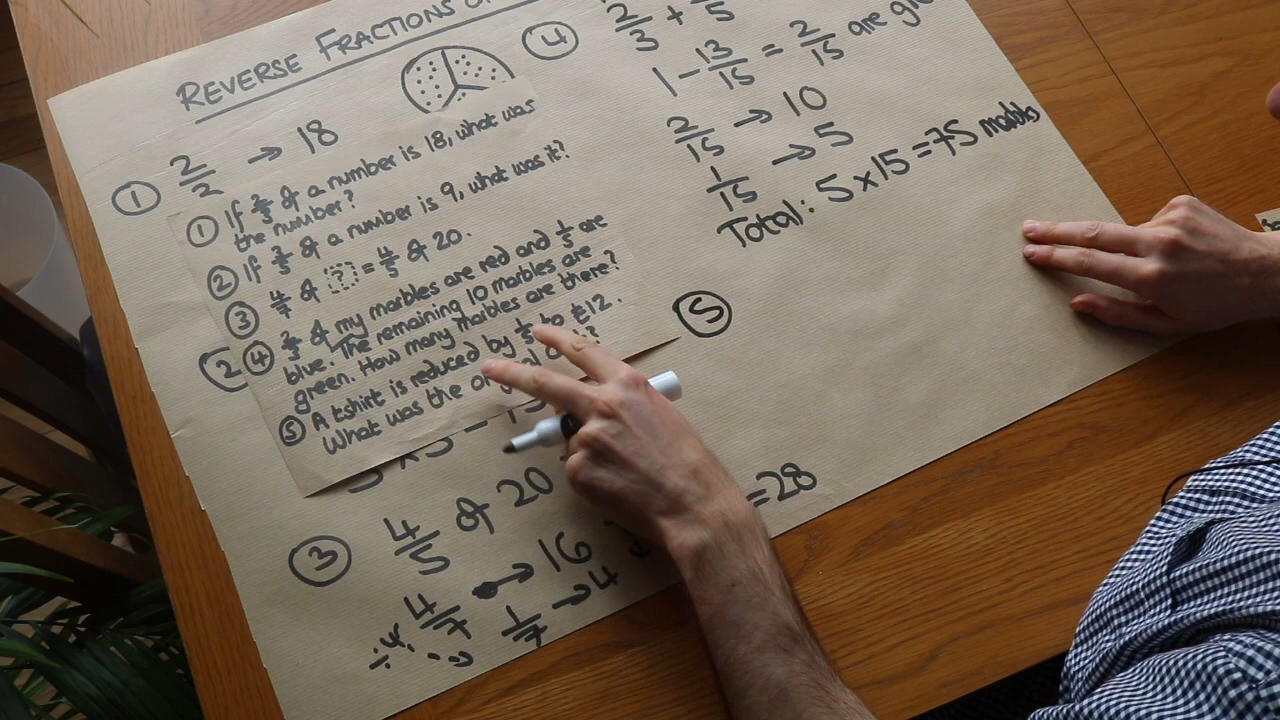 REVERSE FRACTIONS
① 2/2 → 18
① If 2/5 of a number is 18, what was
the number?
② If 3/5 of a number is 9, what was it?
③ 4/7 of [?] = 4/5 of 20.
④ 2/3 of my marbles are red and 1/5 are
blue. The remaining 10 marbles are
green. How many marbles are there?
⑤ A tshirt is reduced by 1/5 to £12.
What was the
②
③ 4/5 of 20
4/7 → 16
÷4
1/7 → 4
=28
④ 2/3 +
1 - 13/15 = 2/15 are
2/15 → 10
1/15 → 5
Total: 5 x 15 = 75 marbles
⑤